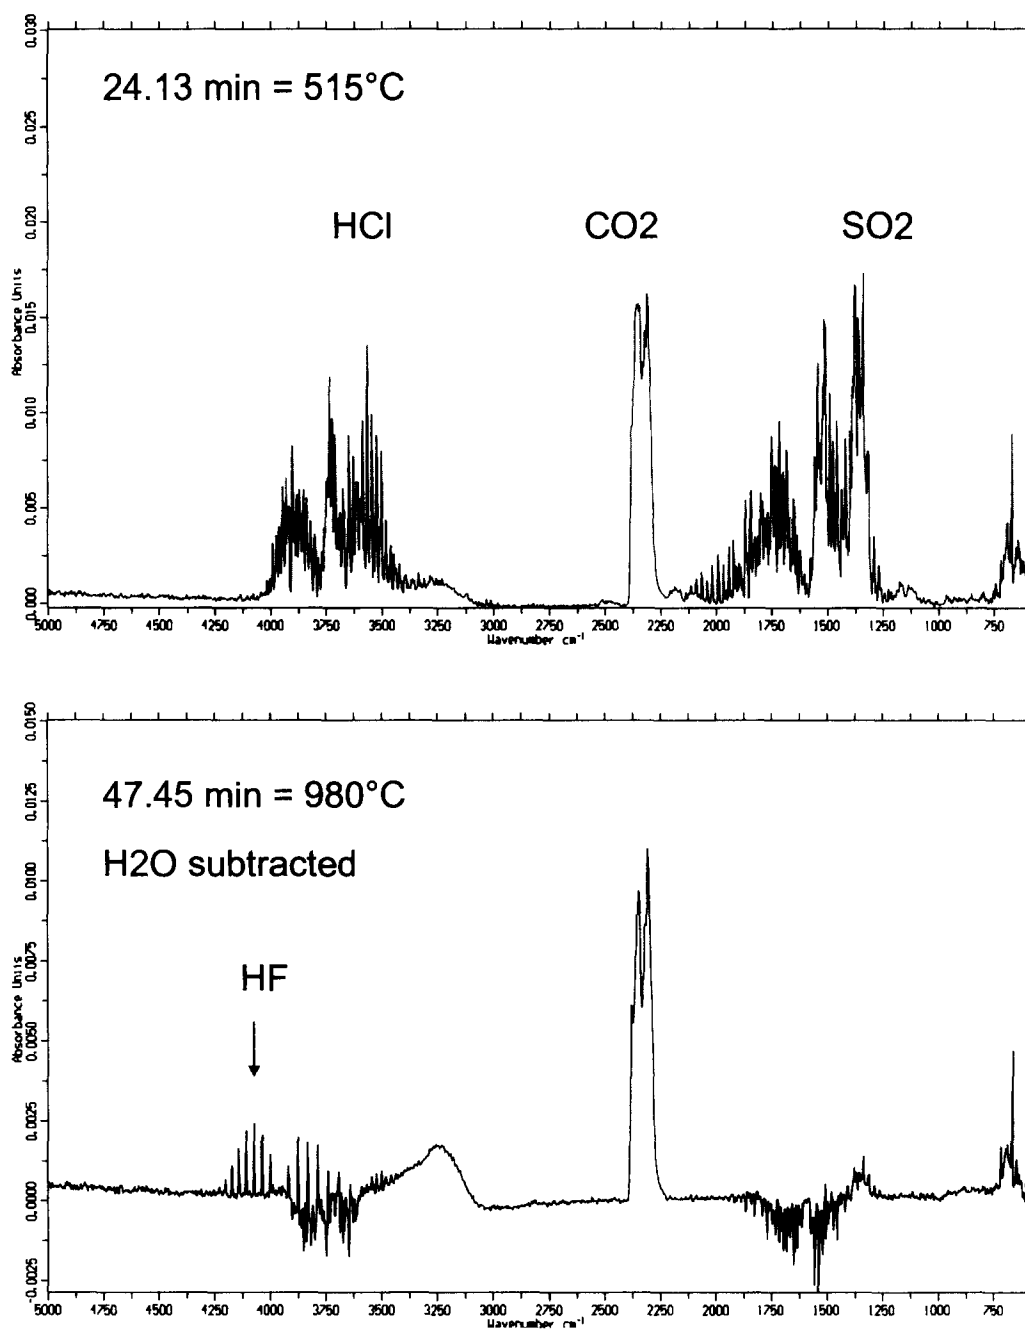 0.030
24.13 min = 515°C
0.025
0.020
HCl CO2 SO2
0.015
Absorbance Units
0.010
0.005
0.000
5000 4750 4500 4250 4000 3750 3500 3250 3000 2750 2500 2250 2000 1750 1500 1250 1000 750
Wavenumber cm-1
0.0150
47.45 min = 980°C
0.0125
H2O subtracted
0.0100
HF
0.0075
Absorbance Units
0.0050
0.0025
0.0000
-0.0025
5000 4750 4500 4250 4000 3750 3500 3250 3000 2750 2500 2250 2000 1750 1500 1250 1000 750
Wavenumber cm-1